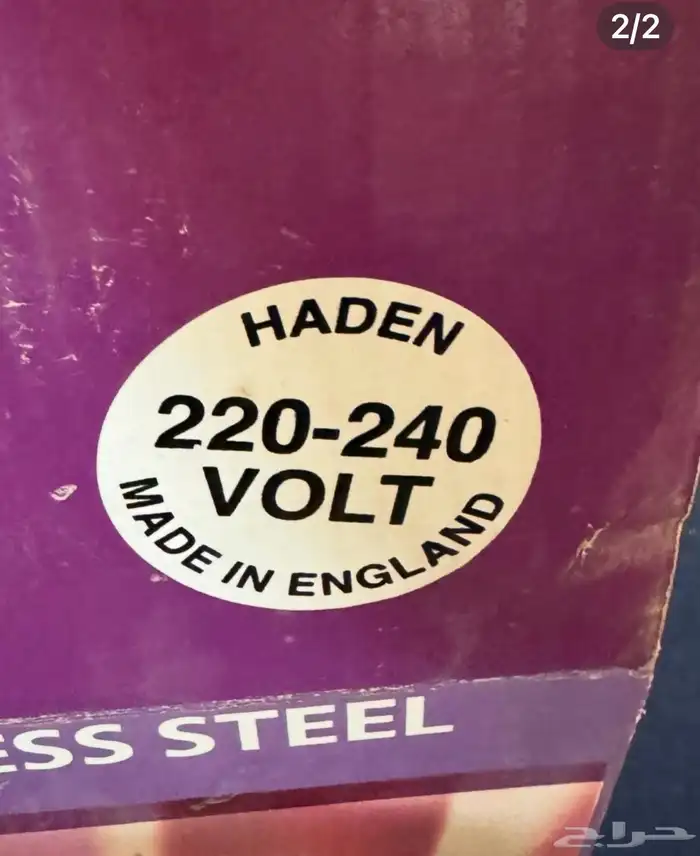 2/2
HADEN
220-240
VOLT
MADE IN ENGLAND
ESS STEEL
حراج